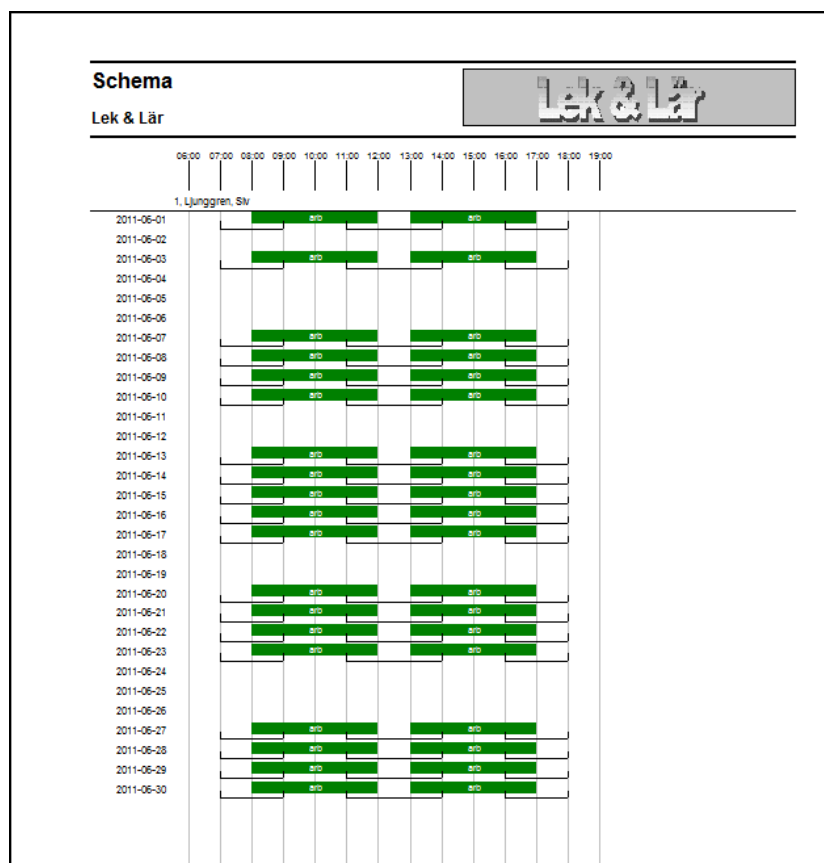 Schema
Lek & Lär
Lek & Lär
06:00 07:00 08:00 09:00 10:00 11:00 12:00 13:00 14:00 15:00 16:00 17:00 18:00 19:00
1, Ljunggren, Siv
2011-06-01 arb arb
2011-06-02
2011-06-03 arb arb
2011-06-04
2011-06-05
2011-06-06
2011-06-07 arb arb
2011-06-08 arb arb
2011-06-09 arb arb
2011-06-10 arb arb
2011-06-11
2011-06-12
2011-06-13 arb arb
2011-06-14 arb arb
2011-06-15 arb arb
2011-06-16 arb arb
2011-06-17 arb arb
2011-06-18
2011-06-19
2011-06-20 arb arb
2011-06-21 arb arb
2011-06-22 arb arb
2011-06-23 arb arb
2011-06-24
2011-06-25
2011-06-26
2011-06-27 arb arb
2011-06-28 arb arb
2011-06-29 arb arb
2011-06-30 arb arb